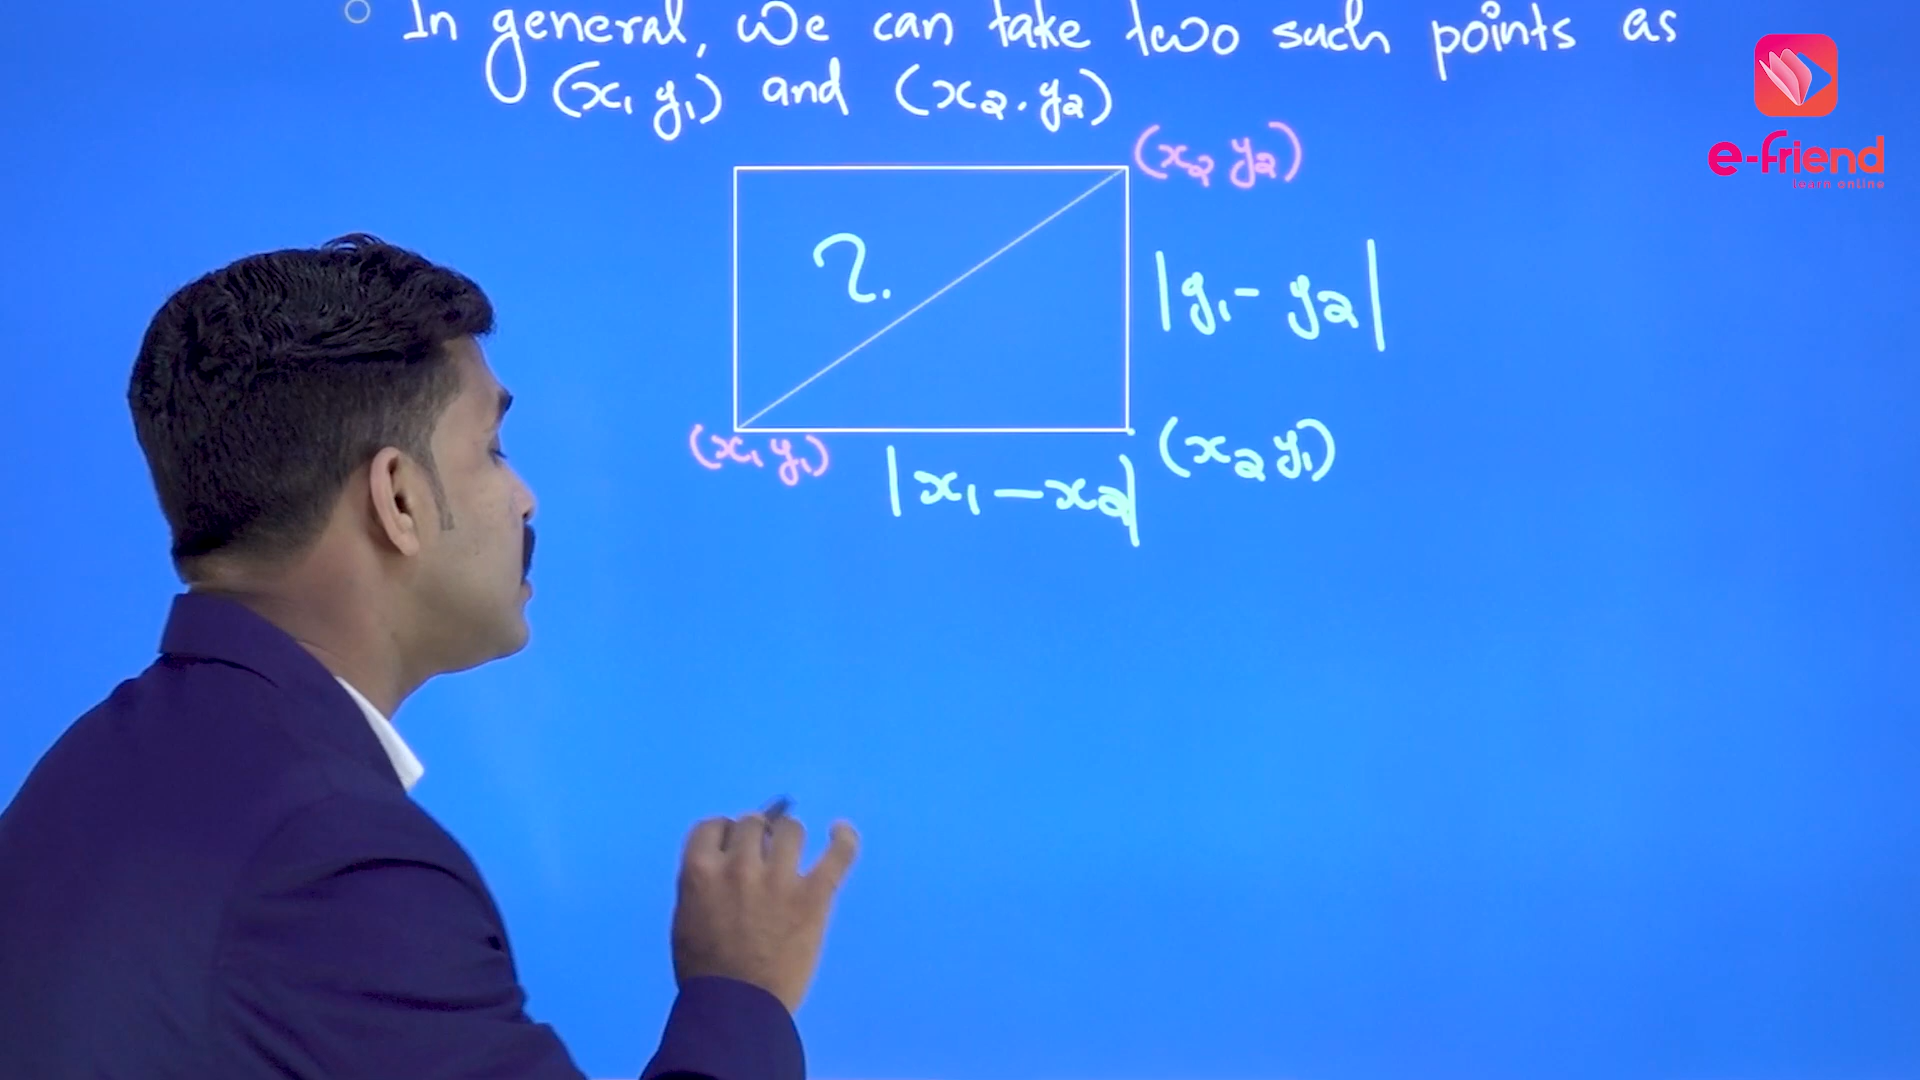 In general, we can take two such points as
(x₁ y₁) and (x₂. y₂)
(x₂ y₂)
?
|y₁ - y₂|
(x₁ y₁)
|x₁ - x₂|
(x₂ y₁)
e-friend
learn online